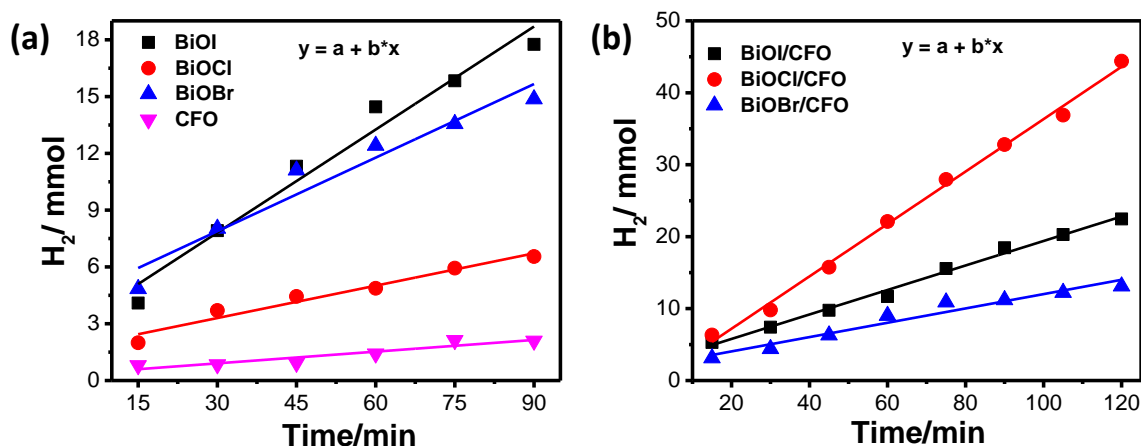 (a)
y = a + b*x
BiOI
BiOCl
BiOBr
CFO
H2/ mmol
18
15
12
9
6
3
0
15 30 45 60 75 90
Time/min
(b)
y = a + b*x
BiOI/CFO
BiOCl/CFO
BiOBr/CFO
H2/ mmol
50
40
30
20
10
0
20 40 60 80 100 120
Time/min